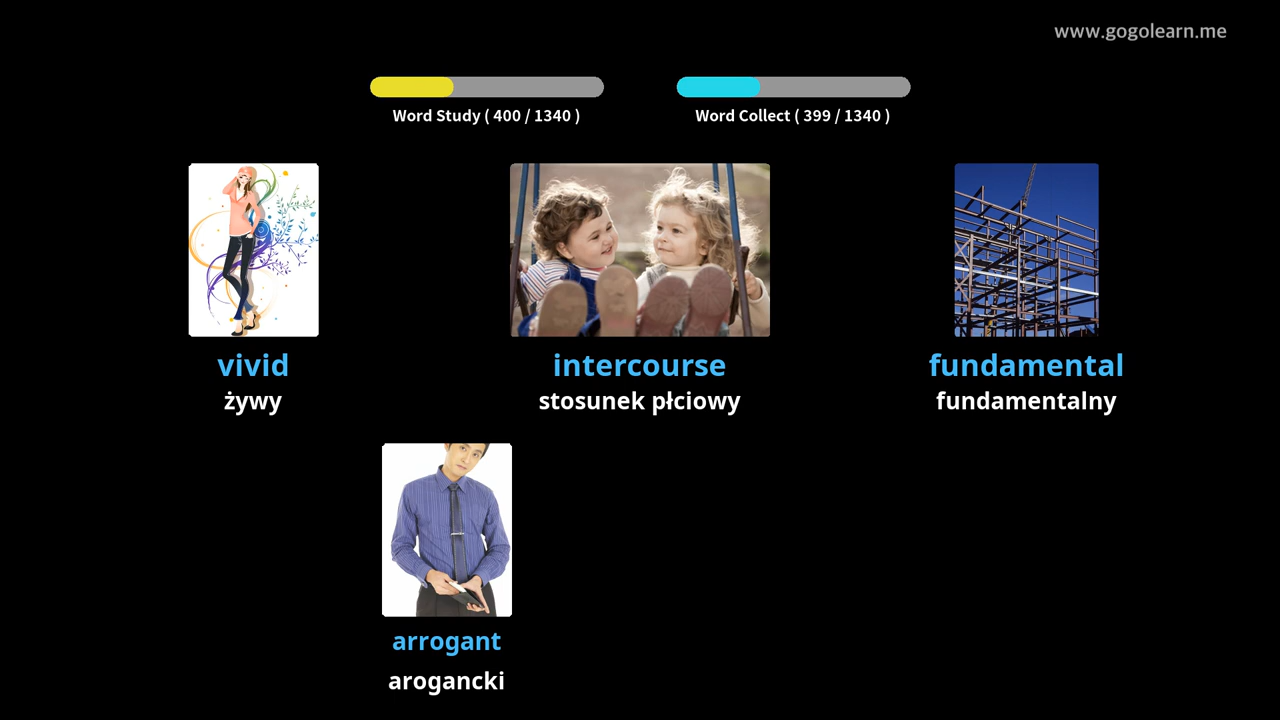 www.gogolearn.me
Word Study ( 400 / 1340 )
Word Collect ( 399 / 1340 )
vivid
żywy
intercourse
stosunek płciowy
fundamental
fundamentalny
arrogant
arogancki